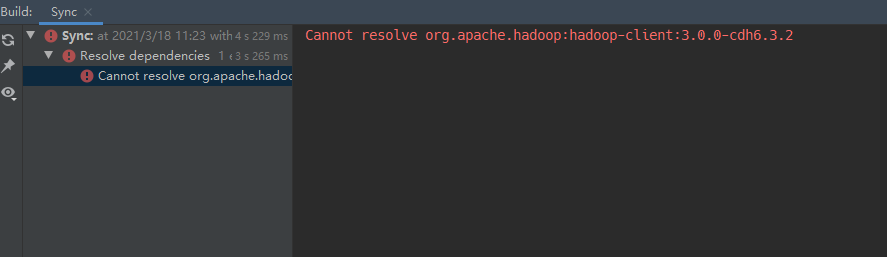 Build: Sync ×
Sync: at 2021/3/18 11:23 with 4 s 229 ms
Resolve dependencies 1 3 s 265 ms
Cannot resolve org.apache.hadoo
Cannot resolve org.apache.hadoop:hadoop-client:3.0.0-cdh6.3.2